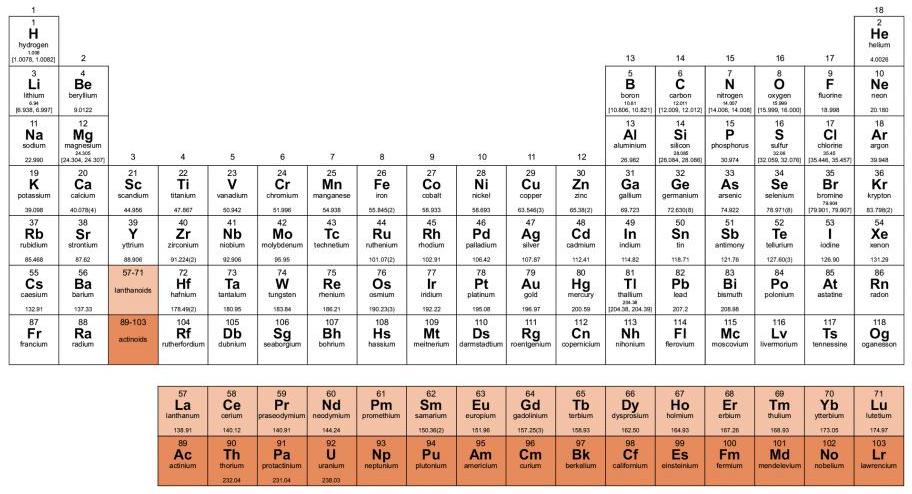 1 18
1 2
H He
hydrogen helium
1.008
[1.0078, 1.0082] 2 13 14 15 16 17 4.0026
3 4 5 6 7 8 9 10
Li Be B C N O F Ne
lithium beryllium boron carbon nitrogen oxygen fluorine neon
6.94 10.81 12.011 14.007 15.999
[6.938, 6.997] 9.0122 [10.806, 10.821] [12.009, 12.012] [14.006, 14.008] [15.999, 16.000] 18.998 20.180
11 12 13 14 15 16 17 18
Na Mg Al Si P S Cl Ar
sodium magnesium aluminium silicon phosphorus sulfur chlorine argon
24.305 28.085 32.06 35.45
22.990 [24.304, 24.307] 3 4 5 6 7 8 9 10 11 12 26.982 [28.084, 28.086] 30.974 [32.059, 32.076] [35.446, 35.457] 39.948
19 20 21 22 23 24 25 26 27 28 29 30 31 32 33 34 35 36
K Ca Sc Ti V Cr Mn Fe Co Ni Cu Zn Ga Ge As Se Br Kr
potassium calcium scandium titanium vanadium chromium manganese iron cobalt nickel copper zinc gallium germanium arsenic selenium bromine krypton
79.904
39.098 40.078(4) 44.956 47.867 50.942 51.996 54.938 55.845(2) 58.933 58.693 63.546(3) 65.38(2) 69.723 72.630(8) 74.922 78.971(8) [79.901, 79.907] 83.798(2)
37 38 39 40 41 42 43 44 45 46 47 48 49 50 51 52 53 54
Rb Sr Y Zr Nb Mo Tc Ru Rh Pd Ag Cd In Sn Sb Te I Xe
rubidium strontium yttrium zirconium niobium molybdenum technetium ruthenium rhodium palladium silver cadmium indium tin antimony tellurium iodine xenon
85.468 87.62 88.906 91.224(2) 92.906 95.95 101.07(2) 102.91 106.42 107.87 112.41 114.82 118.71 121.76 127.60(3) 126.90 131.29
55 56 57-71 72 73 74 75 76 77 78 79 80 81 82 83 84 85 86
Cs Ba Hf Ta W Re Os Ir Pt Au Hg Tl Pb Bi Po At Rn
caesium barium lanthanoids hafnium tantalum tungsten rhenium osmium iridium platinum gold mercury thallium lead bismuth polonium astatine radon
204.38
132.91 137.33 178.49(2) 180.95 183.84 186.21 190.23(3) 192.22 195.08 196.97 200.59 [204.38, 204.39] 207.2 208.98
87 88 89-103 104 105 106 107 108 109 110 111 112 113 114 115 116 117 118
Fr Ra Rf Db Sg Bh Hs Mt Ds Rg Cn Nh Fl Mc Lv Ts Og
francium radium actinoids rutherfordium dubnium seaborgium bohrium hassium meitnerium darmstadtium roentgenium copernicium nihonium flerovium moscovium livermorium tennessine oganesson
57 58 59 60 61 62 63 64 65 66 67 68 69 70 71
La Ce Pr Nd Pm Sm Eu Gd Tb Dy Ho Er Tm Yb Lu
lanthanum cerium praseodymium neodymium promethium samarium europium gadolinium terbium dysprosium holmium erbium thulium ytterbium lutetium
138.91 140.12 140.91 144.24 150.36(2) 151.96 157.25(3) 158.93 162.50 164.93 167.26 168.93 173.05 174.97
89 90 91 92 93 94 95 96 97 98 99 100 101 102 103
Ac Th Pa U Np Pu Am Cm Bk Cf Es Fm Md No Lr
actinium thorium protactinium uranium neptunium plutonium americium curium berkelium californium einsteinium fermium mendelevium nobelium lawrencium
232.04 231.04 238.03